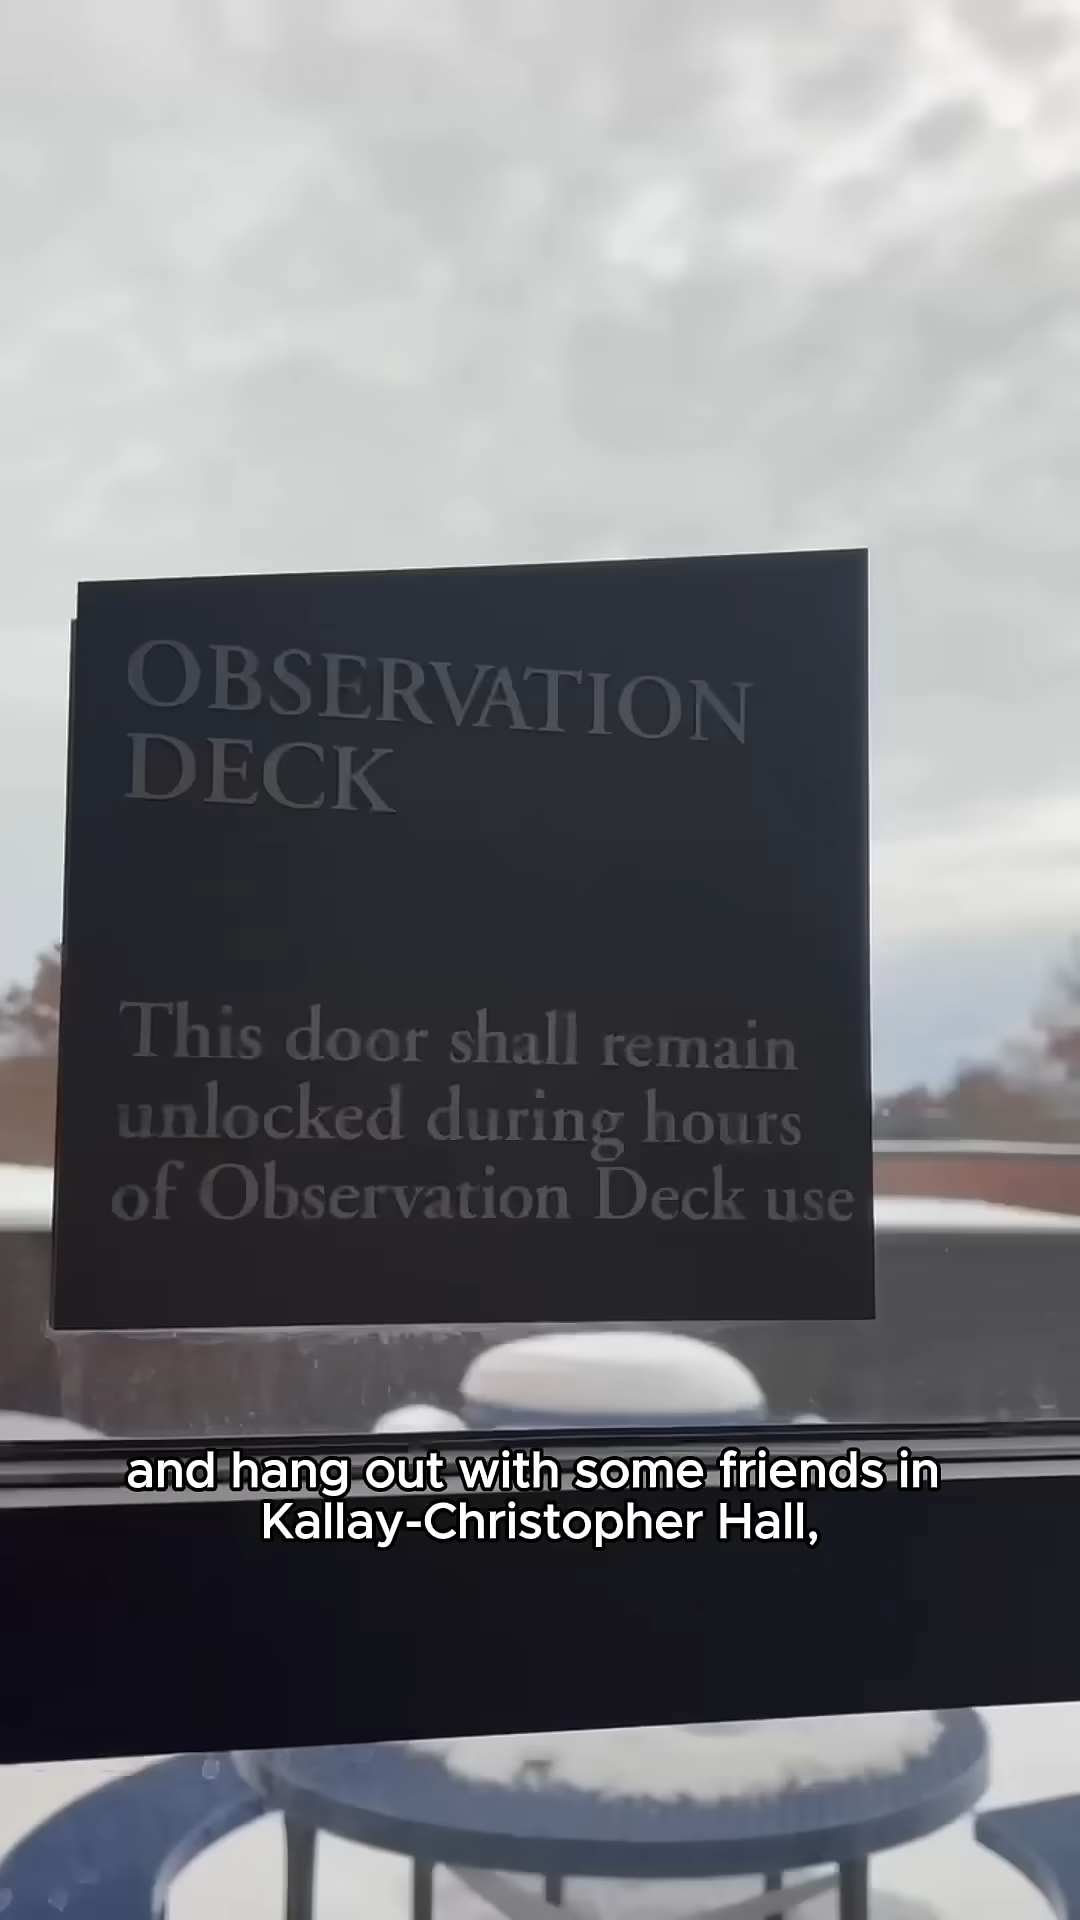 OBSERVATION
DECK
This door shall remain
unlocked during hours
of Observation Deck use
and hang out with some friends in
Kallay-Christopher Hall,